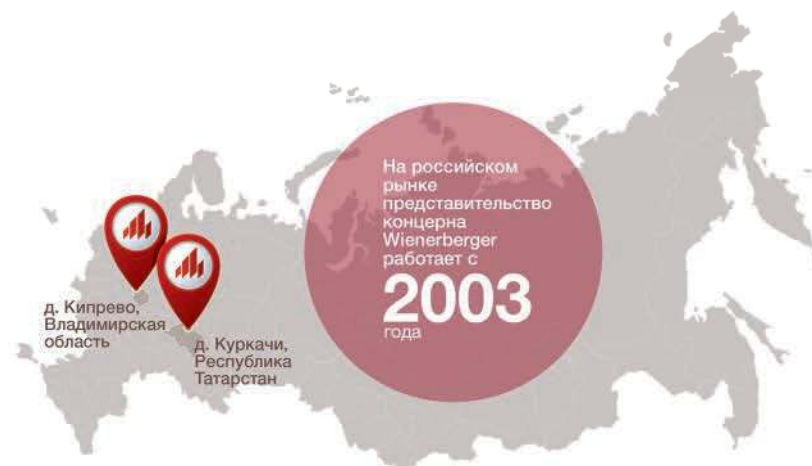 На российском
рынке
представительство
концерна
Wienerberger
работает с
2003
года
д. Кипрево,
Владимирская
область
д. Куркачи,
Республика
Татарстан